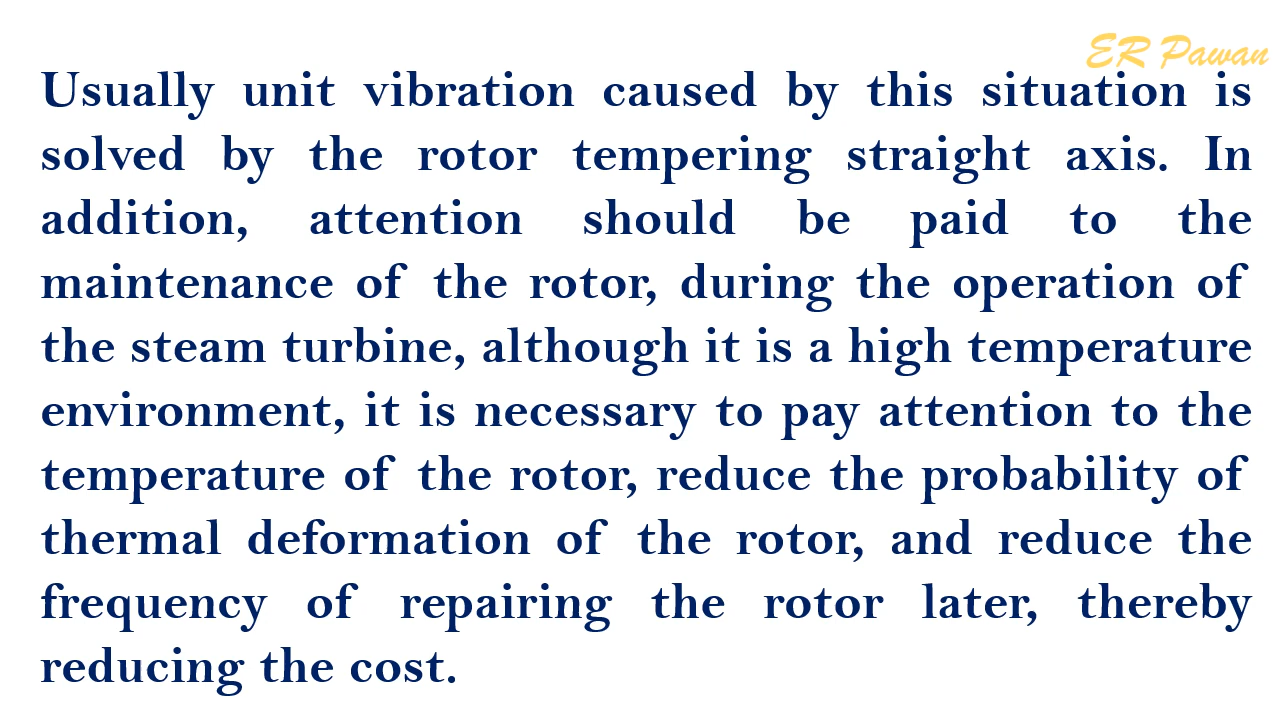 ER Pawan
Usually unit vibration caused by this situation is
solved by the rotor tempering straight axis. In
addition, attention should be paid to the
maintenance of the rotor, during the operation of
the steam turbine, although it is a high temperature
environment, it is necessary to pay attention to the
temperature of the rotor, reduce the probability of
thermal deformation of the rotor, and reduce the
frequency of repairing the rotor later, thereby
reducing the cost.